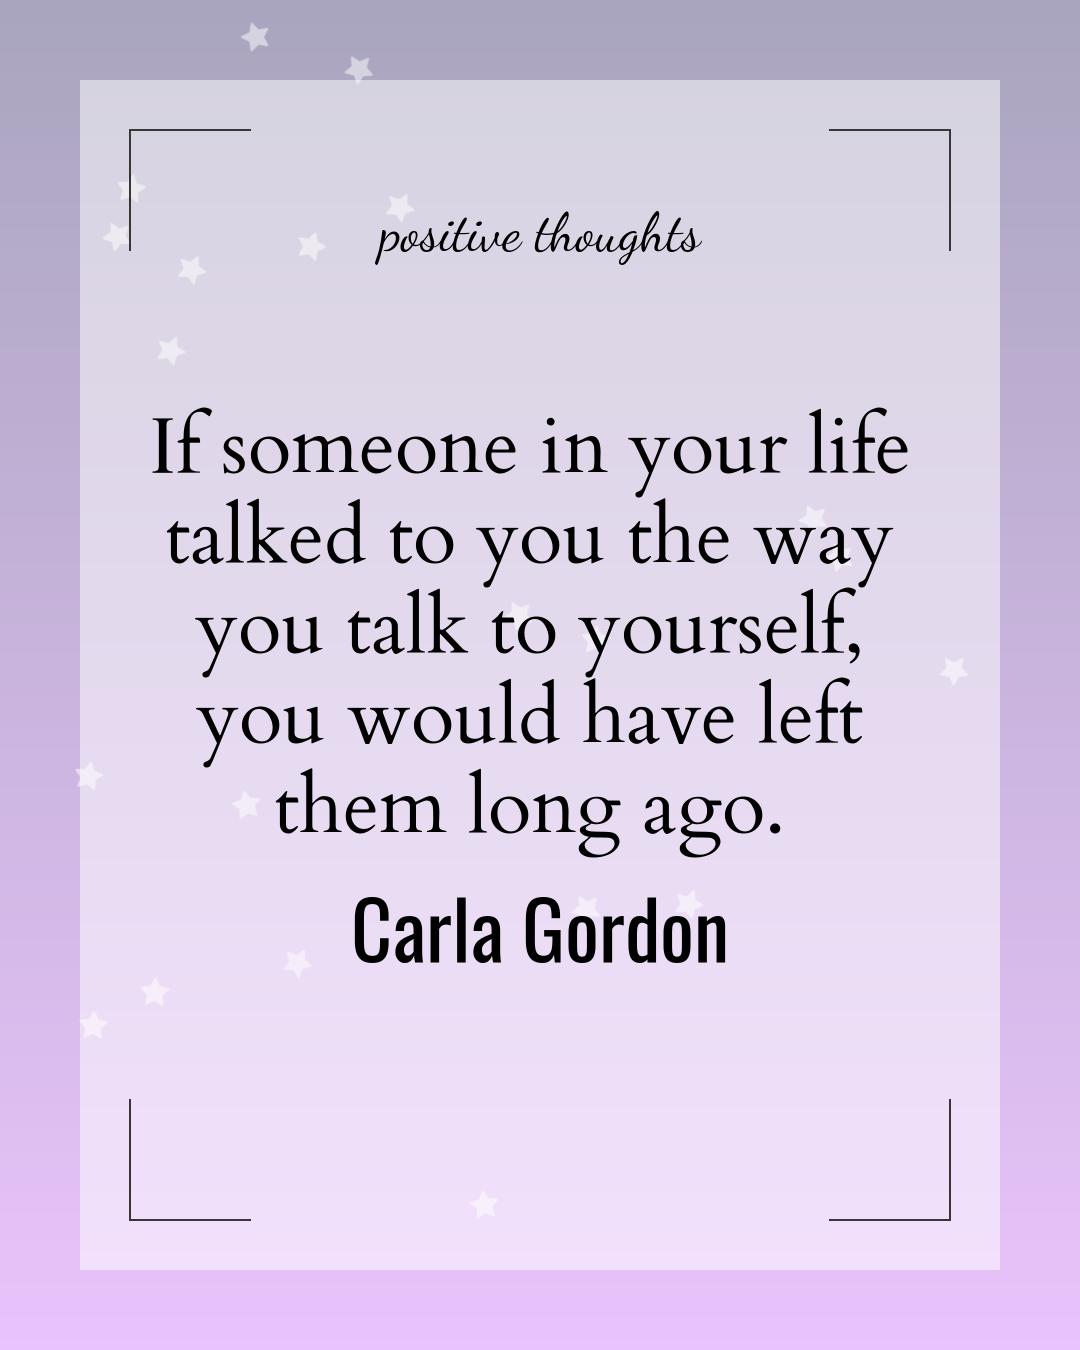 positive thoughts
If someone in your life
talked to you the way
you talk to yourself,
you would have left
them long ago.
Carla Gordon